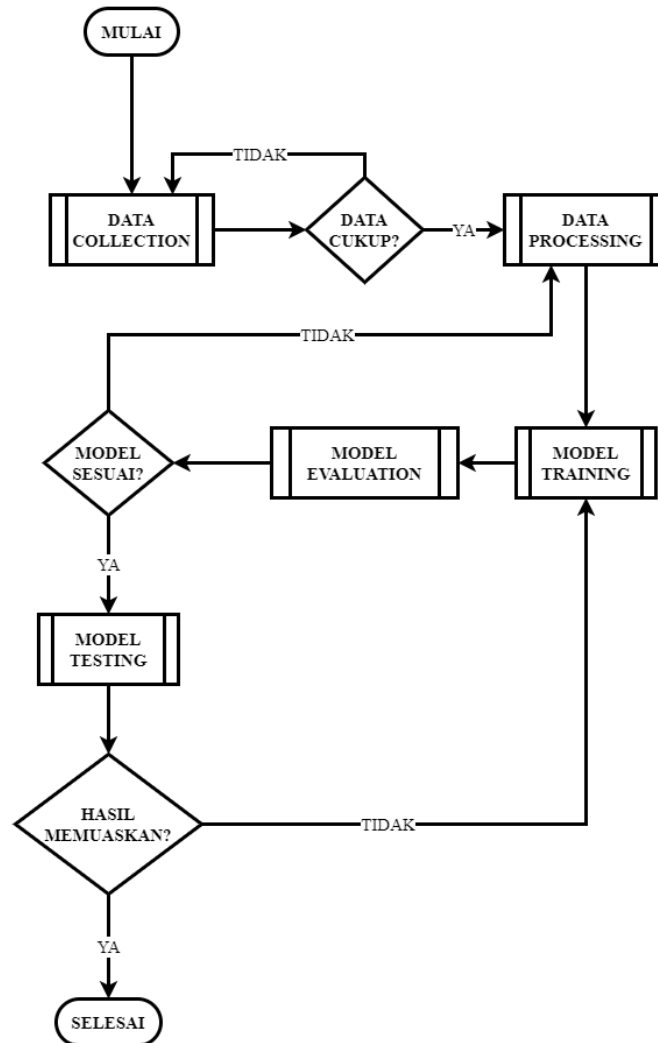 MULAI
TIDAK
DATA
COLLECTION
DATA
CUKUP?
YA
DATA
PROCESSING
TIDAK
MODEL
SESUAI?
MODEL
EVALUATION
MODEL
TRAINING
YA
MODEL
TESTING
HASIL
MEMUASKAN?
TIDAK
YA
SELESAI